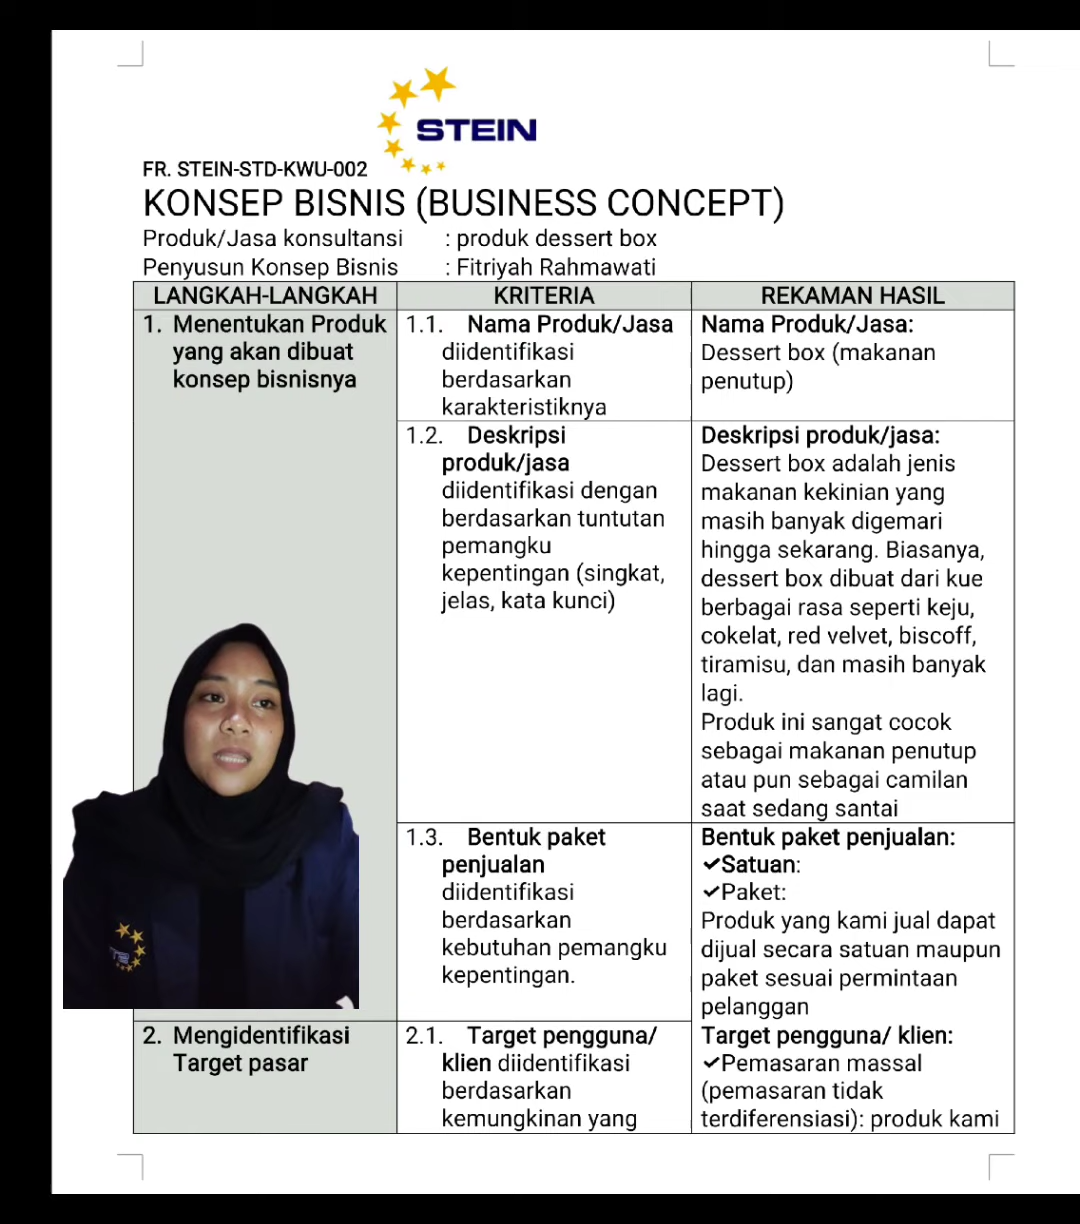 STEIN
FR. STEIN-STD-KWU-002
KONSEP BISNIS (BUSINESS CONCEPT)
Produk/Jasa konsultansi : produk dessert box
Penyusun Konsep Bisnis : Fitriyah Rahmawati
LANGKAH-LANGKAH
KRITERIA
REKAMAN HASIL
1. Menentukan Produk
yang akan dibuat
konsep bisnisnya
1.1. Nama Produk/Jasa
diidentifikasi
berdasarkan
karakteristiknya
Nama Produk/Jasa:
Dessert box (makanan
penutup)
1.2. Deskripsi
produk/jasa
diidentifikasi dengan
berdasarkan tuntutan
pemangku
kepentingan (singkat,
jelas, kata kunci)
Deskripsi produk/jasa:
Dessert box adalah jenis
makanan kekinian yang
masih banyak digemari
hingga sekarang. Biasanya,
dessert box dibuat dari kue
berbagai rasa seperti keju,
cokelat, red velvet, biscoff,
tiramisu, dan masih banyak
lagi.
Produk ini sangat cocok
sebagai makanan penutup
atau pun sebagai camilan
saat sedang santai
1.3. Bentuk paket
penjualan
diidentifikasi
berdasarkan
kebutuhan pemangku
kepentingan.
Bentuk paket penjualan:
✔Satuan:
✔Paket:
Produk yang kami jual dapat
dijual secara satuan maupun
paket sesuai permintaan
pelanggan
2. Mengidentifikasi
Target pasar
2.1. Target pengguna/
klien diidentifikasi
berdasarkan
kemungkinan yang
Target pengguna/ klien:
✔Pemasaran massal
(pemasaran tidak
terdiferensiasi): produk kami